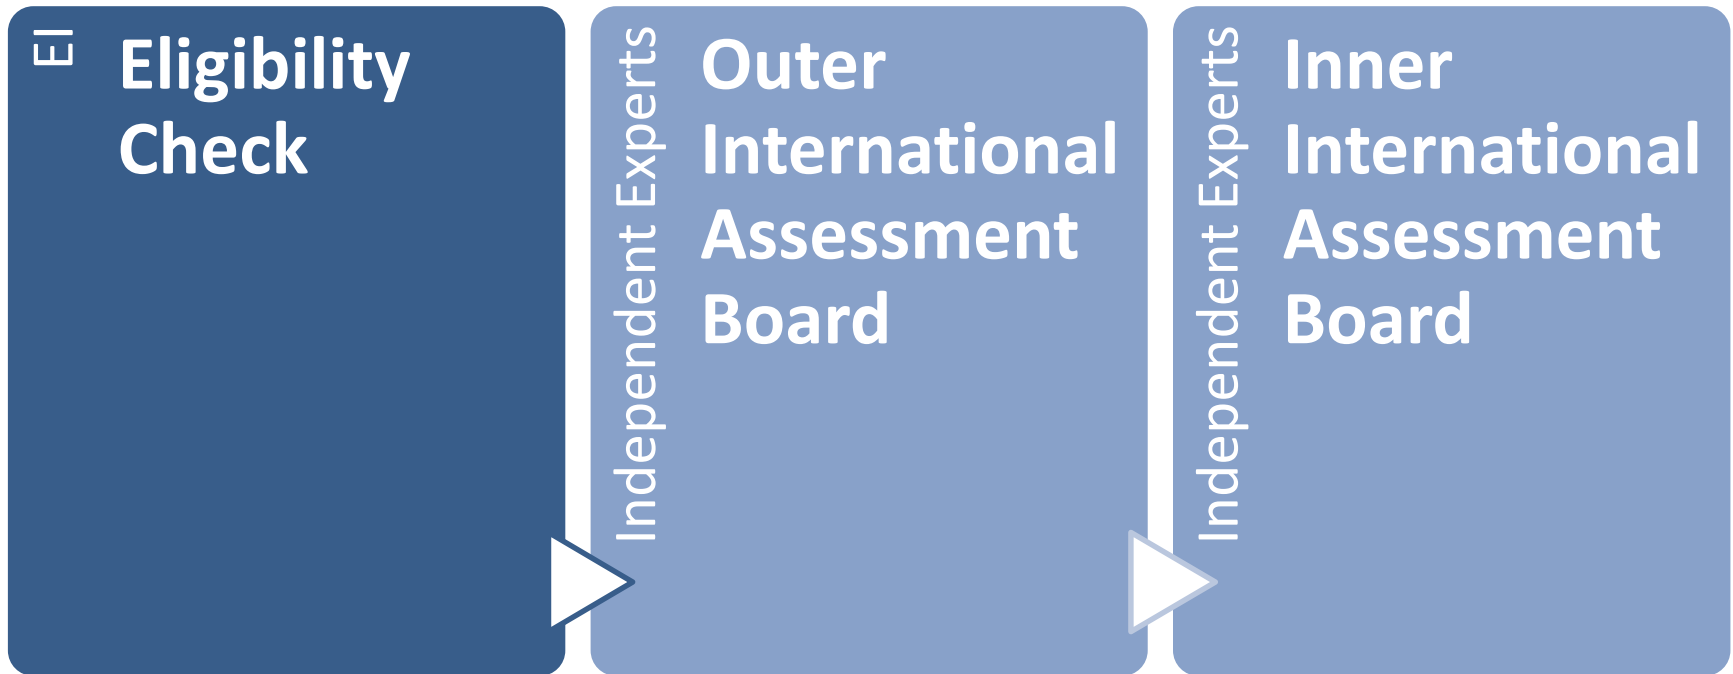 EI
Eligibility
Check
Independent Experts
Outer
International
Assessment
Board
Independent Experts
Inner
International
Assessment
Board